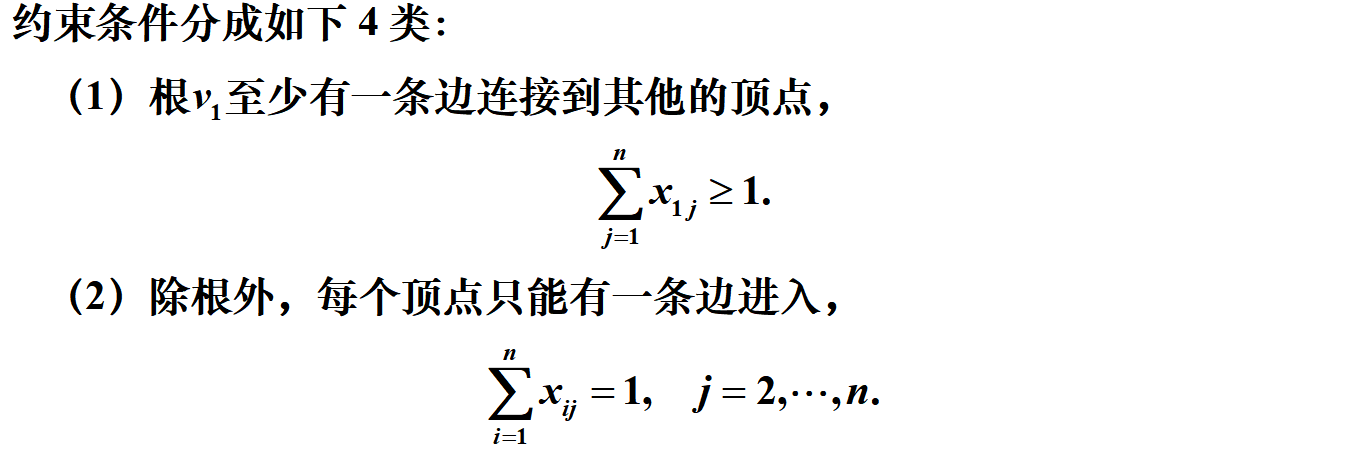 约束条件分成如下 4 类：
（1）根v₁至少有一条边连接到其他的顶点，
$\sum_{j=1}^{n} x_{1j} \geq 1.$
（2）除根外，每个顶点只能有一条边进入，
$\sum_{i=1}^{n} x_{ij} = 1, \quad j = 2, \cdots, n.$